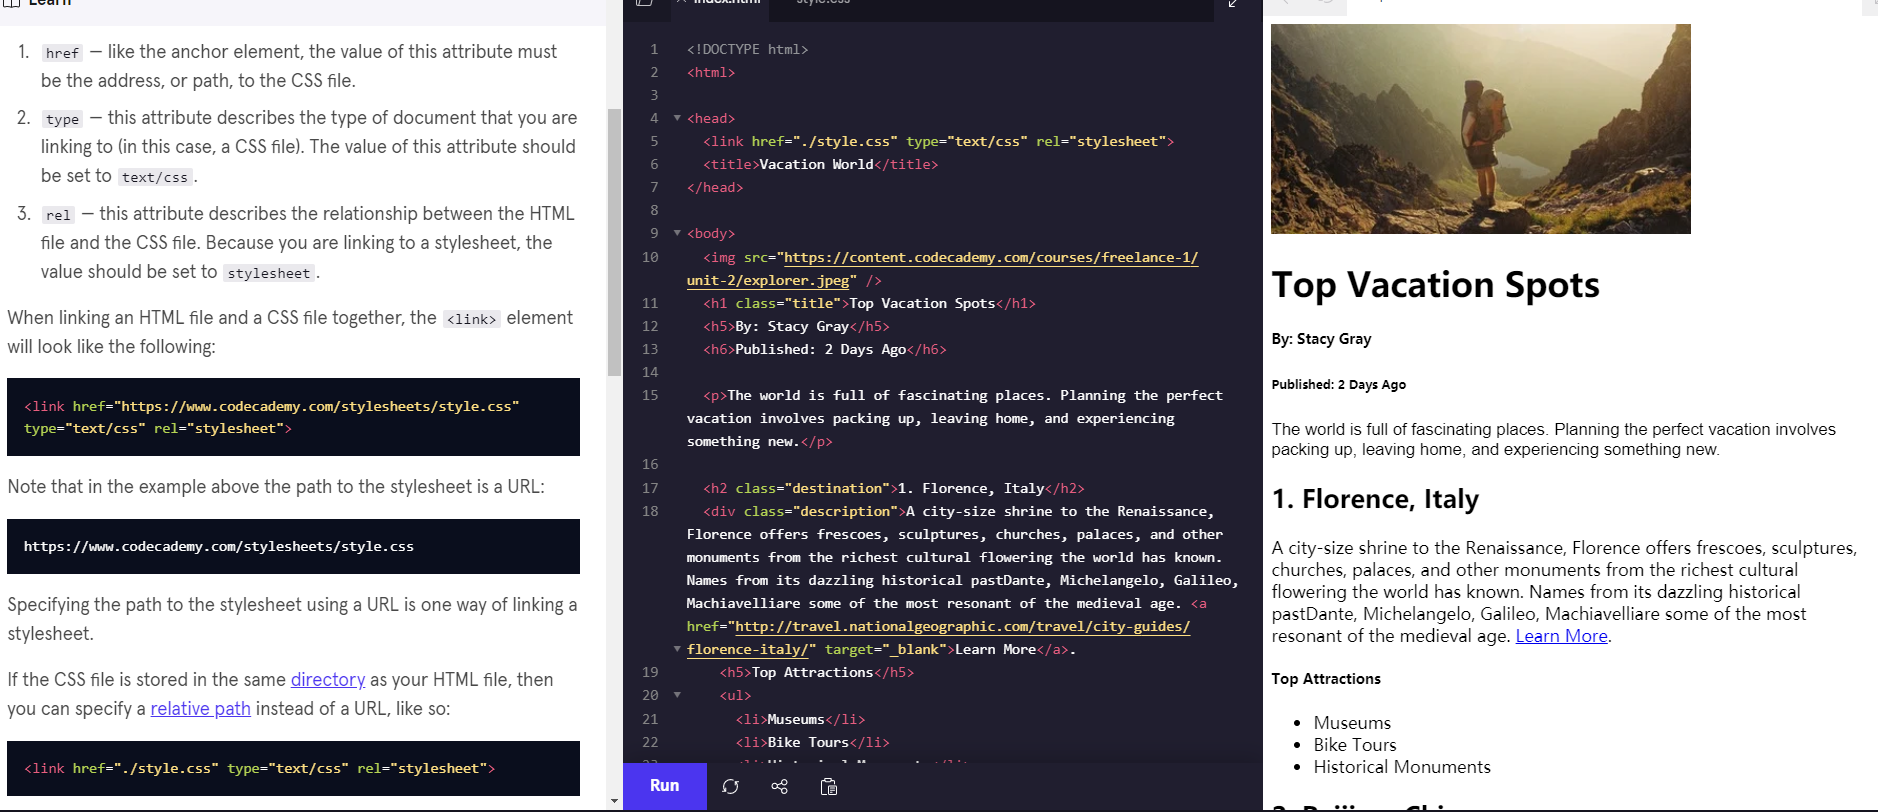 Learn
1. href — like the anchor element, the value of this attribute must
be the address, or path, to the CSS file.
2. type — this attribute describes the type of document that you are
linking to (in this case, a CSS file). The value of this attribute should
be set to text/css.
3. rel — this attribute describes the relationship between the HTML
file and the CSS file. Because you are linking to a stylesheet, the
value should be set to stylesheet.
When linking an HTML file and a CSS file together, the <link> element
will look like the following:
<link href="https://www.codecademy.com/stylesheets/style.css"
type="text/css" rel="stylesheet">
Note that in the example above the path to the stylesheet is a URL:
https://www.codecademy.com/stylesheets/style.css
Specifying the path to the stylesheet using a URL is one way of linking a
stylesheet.
If the CSS file is stored in the same directory as your HTML file, then
you can specify a relative path instead of a URL, like so:
<link href="./style.css" type="text/css" rel="stylesheet">
index.html style.css
1 <!DOCTYPE html>
2 <html>
3
4 <head>
5 <link href="./style.css" type="text/css" rel="stylesheet">
6 <title>Vacation World</title>
7 </head>
8
9 <body>
10 <img src="https://content.codecademy.com/courses/freelance-1/
unit-2/explorer.jpeg" />
11 <h1 class="title">Top Vacation Spots</h1>
12 <h5>By: Stacy Gray</h5>
13 <h6>Published: 2 Days Ago</h6>
14
15 <p>The world is full of fascinating places. Planning the perfect
vacation involves packing up, leaving home, and experiencing
something new.</p>
16
17 <h2 class="destination">1. Florence, Italy</h2>
18 <div class="description">A city-size shrine to the Renaissance,
Florence offers frescoes, sculptures, churches, palaces, and other
monuments from the richest cultural flowering the world has known.
Names from its dazzling historical pastDante, Michelangelo, Galileo,
Machiavelliare some of the most resonant of the medieval age. <a
href="http://travel.nationalgeographic.com/travel/city-guides/
florence-italy/" target="_blank">Learn More</a>.
19 <h5>Top Attractions</h5>
20 <ul>
21 <li>Museums</li>
22 <li>Bike Tours</li>
Run
Top Vacation Spots
By: Stacy Gray
Published: 2 Days Ago
The world is full of fascinating places. Planning the perfect vacation involves
packing up, leaving home, and experiencing something new.
1. Florence, Italy
A city-size shrine to the Renaissance, Florence offers frescoes, sculptures,
churches, palaces, and other monuments from the richest cultural
flowering the world has known. Names from its dazzling historical
pastDante, Michelangelo, Galileo, Machiavelliare some of the most
resonant of the medieval age. Learn More.
Top Attractions
• Museums
• Bike Tours
• Historical Monuments